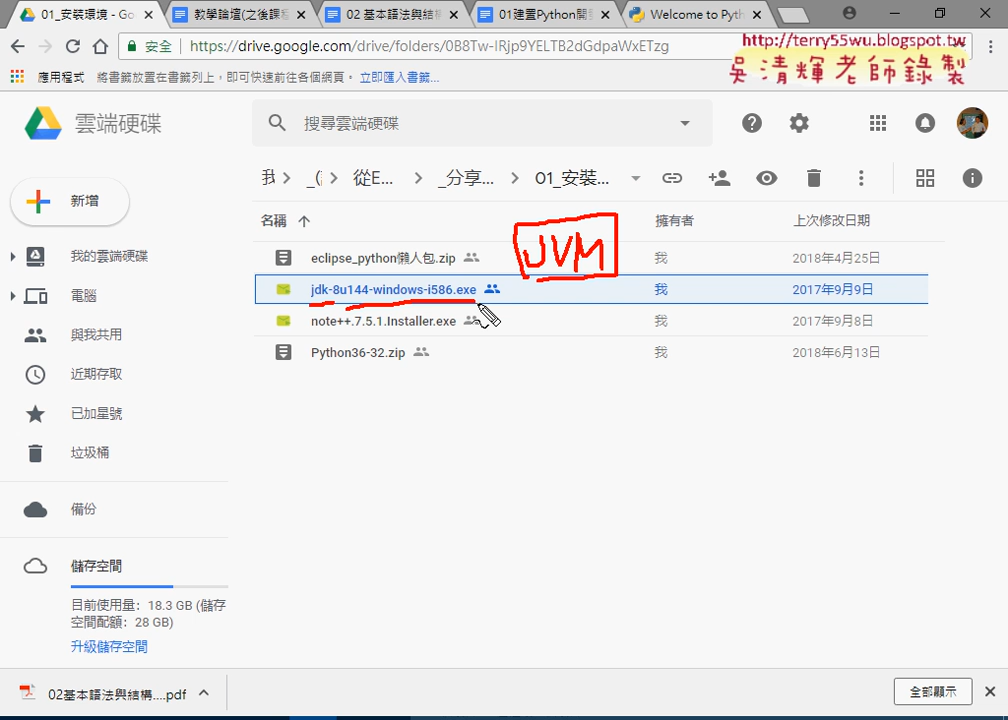 01_安裝環境 - Go
教學論壇(之後課程
02 基本語法與結構
01建置Python開發
Welcome to Pyth
安全 https://drive.google.com/drive/folders/0B8Tw-IRjp9YELTB2dGdpaWxETzg
http://terry55wu.blogspot.tw
吳清輝老師錄製
應用程式 將書籤放置在書籤列上，即可快速前往各個網頁。 立即匯入書籤...
雲端硬碟
搜尋雲端硬碟
新增
從E...
_分享...
01_安裝...
名稱
擁有者
上次修改日期
我的雲端硬碟
電腦
與我共用
近期存取
已加星號
垃圾桶
備份
儲存空間
目前使用量：18.3 GB (儲存
空間配額：28 GB)
升級儲存空間
JVM
eclipse_python懶人包.zip 我 2018年4月25日
jdk-8u144-windows-i586.exe 我 2017年9月9日
note++.7.5.1.Installer.exe 我 2017年9月8日
Python36-32.zip 我 2018年6月13日
02基本語法與結構....pdf
全部顯示